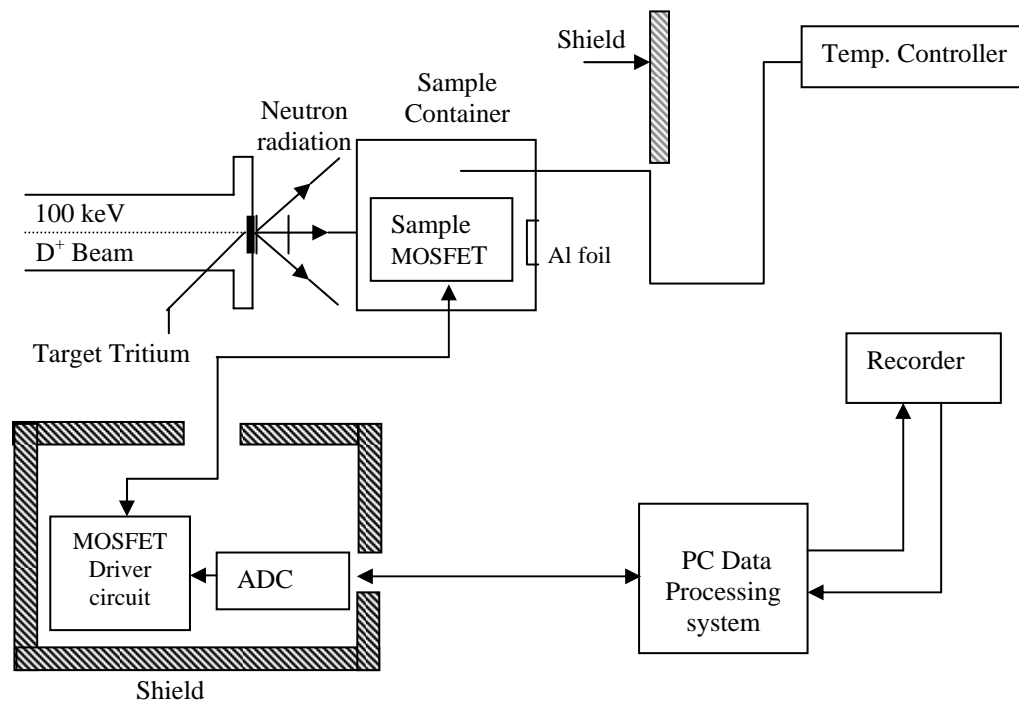 Shield
Temp. Controller
Sample
Container
Neutron
radiation
100 keV
D⁺ Beam
Sample
MOSFET
Al foil
Target Tritium
Recorder
MOSFET
Driver
circuit
ADC
PC Data
Processing
system
Shield